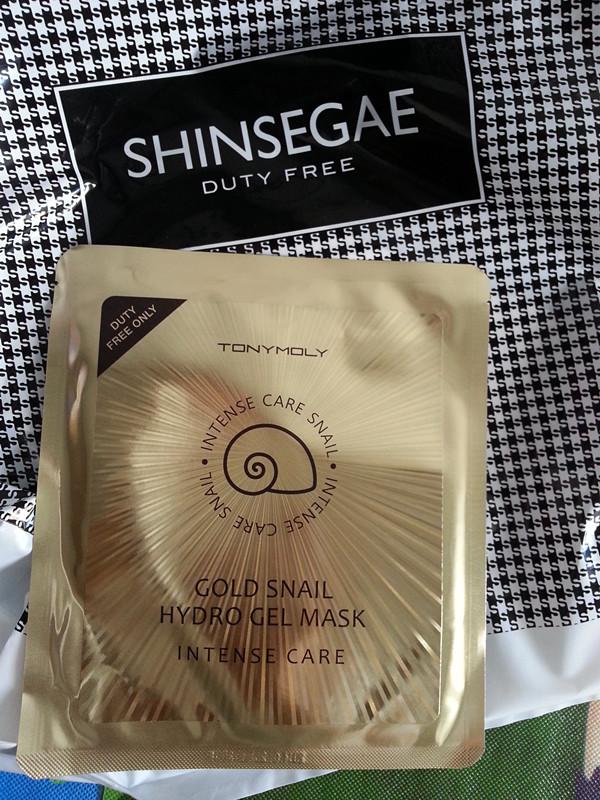 SHINSEGAE
DUTY FREE
DUTY
FREE ONLY
TONYMOLY
INTENSE CARE SNAIL • INTENSE CARE SNAIL •
GOLD SNAIL
HYDRO GEL MASK
INTENSE CARE